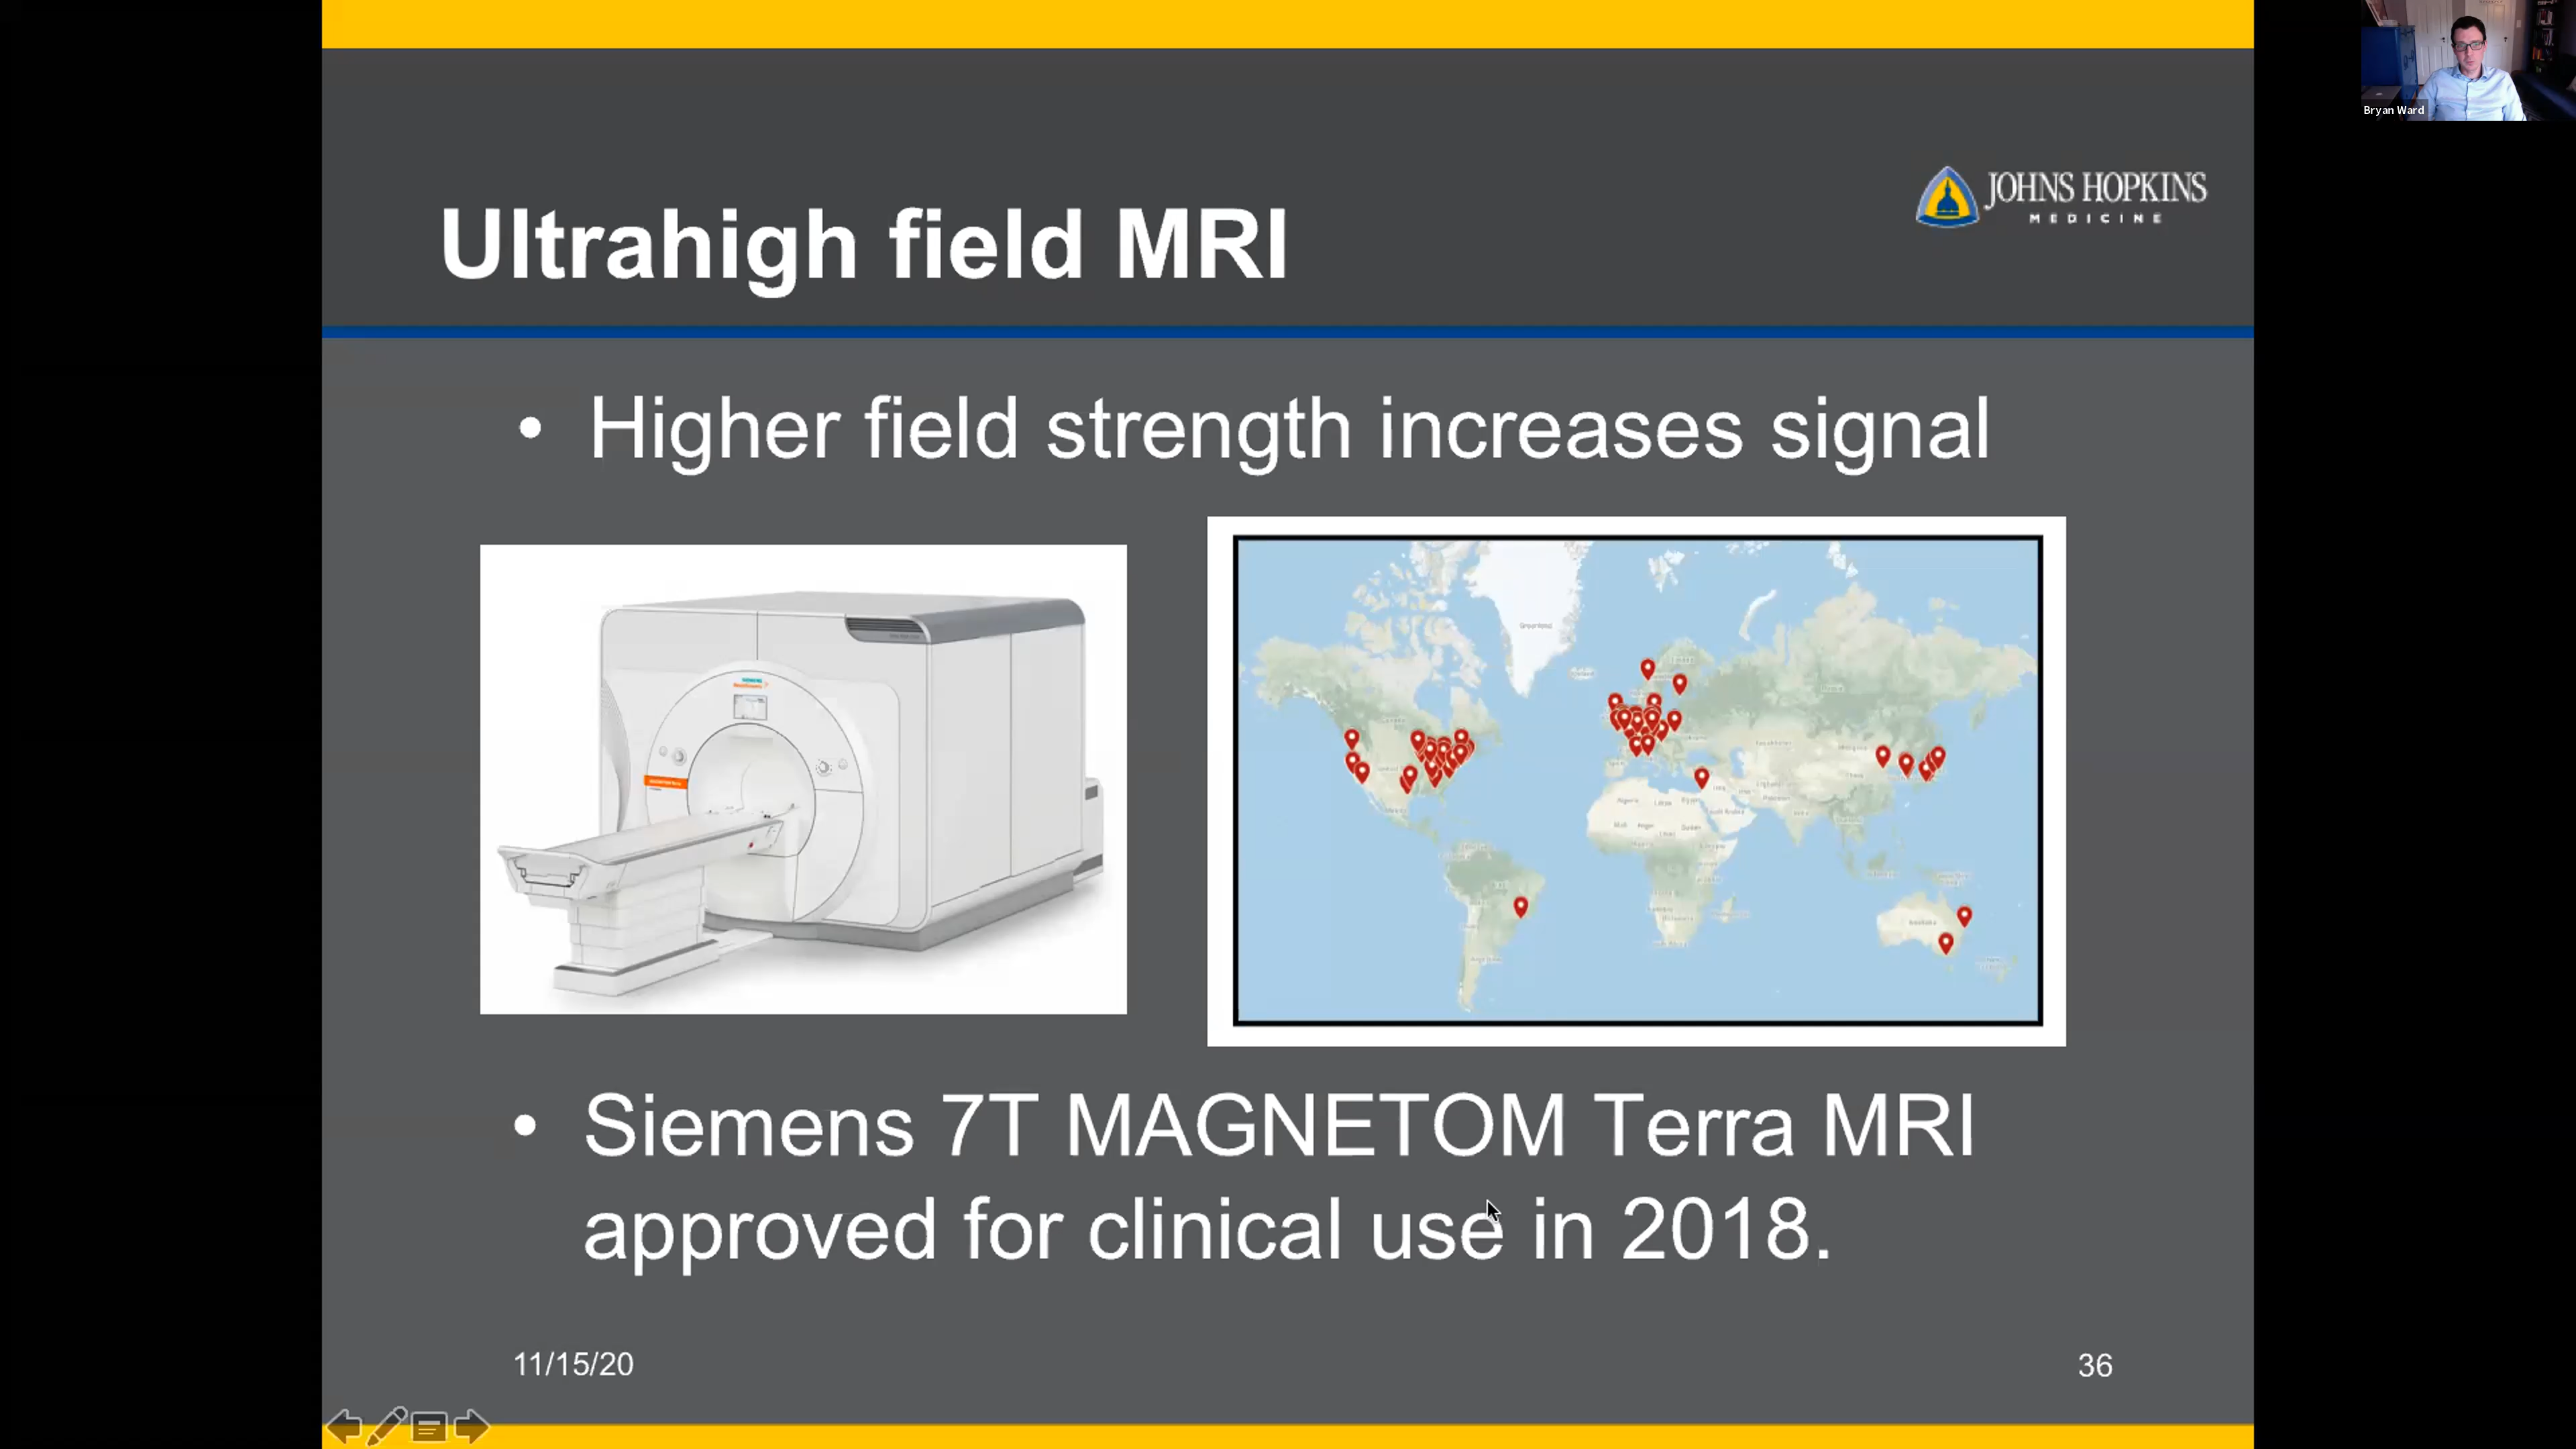 Bryan Ward
JOHNS HOPKINS
MEDICINE
Ultrahigh field MRI
• Higher field strength increases signal
Greenland
• Siemens 7T MAGNETOM Terra MRI
approved for clinical use in 2018.
11/15/20
36